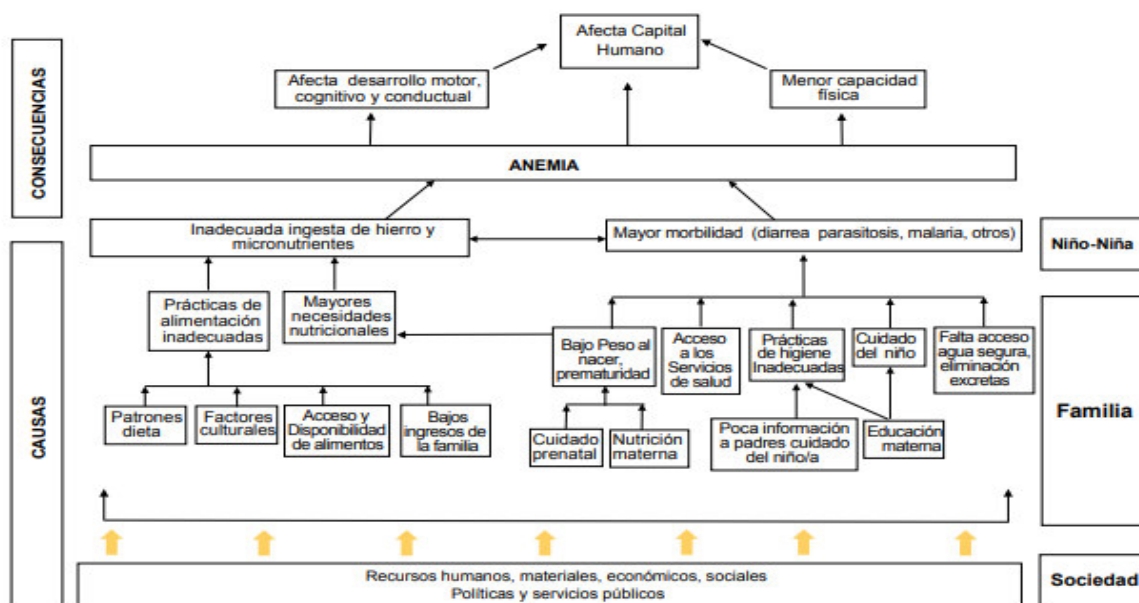 Afecta Capital
Humano
CONSECUENCIAS
Afecta desarrollo motor,
cognitivo y conductual
Menor capacidad
física
ANEMIA
Inadecuada ingesta de hierro y
micronutrientes
Mayor morbilidad (diarrea parasitosis, malaria, otros)
Niño-Niña
CAUSAS
Prácticas de
alimentación
inadecuadas
Mayores
necesidades
nutricionales
Bajo Peso al
nacer,
prematuridad
Acceso
a los
Servicios
de salud
Prácticas
de higiene
Inadecuadas
Cuidado
del niño
Falta acceso
agua segura,
eliminación
excretas
Familia
Patrones
dieta
Factores
culturales
Acceso y
Disponibilidad
de alimentos
Bajos
ingresos de
la familia
Cuidado
prenatal
Nutrición
materna
Poca información
a padres cuidado
del niño/a
Educación
materna
Recursos humanos, materiales, económicos, sociales
Políticas y servicios públicos
Sociedad